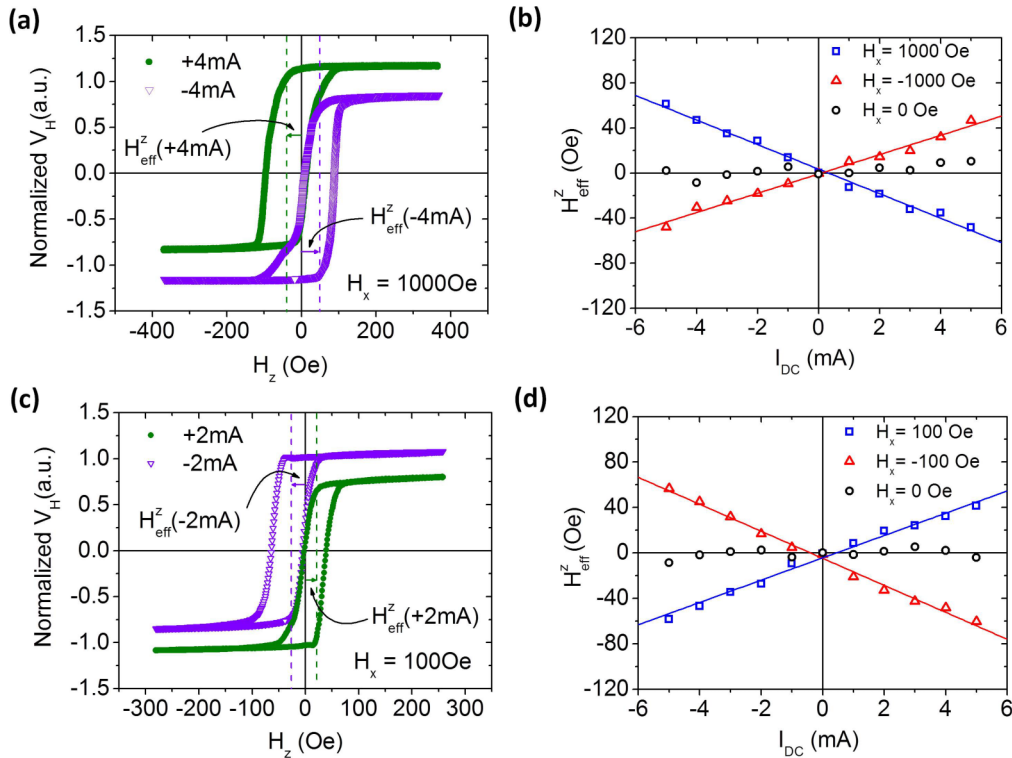 (a)
1.5
1.0
0.5
0.0
-0.5
-1.0
-1.5
Normalized V_H(a.u.)
+4mA
-4mA
H^z_eff(+4mA)
H^z_eff(-4mA)
H_x = 1000Oe
-400 -200 0 200 400
H_z (Oe)
(b)
120
80
40
0
-40
-80
-120
H^z_eff (Oe)
H_x= 1000 Oe
H_x= -1000 Oe
H_x= 0 Oe
-6 -4 -2 0 2 4 6
I_DC (mA)
(c)
1.5
1.0
0.5
0.0
-0.5
-1.0
-1.5
Normalized V_H(a.u.)
+2mA
-2mA
H^z_eff(-2mA)
H^z_eff(+2mA)
H_x = 100Oe
-300 -200 -100 0 100 200 300
H_z (Oe)
(d)
120
80
40
0
-40
-80
-120
H^z_eff (Oe)
H_x= 100 Oe
H_x= -100 Oe
H_x= 0 Oe
-6 -4 -2 0 2 4 6
I_DC (mA)